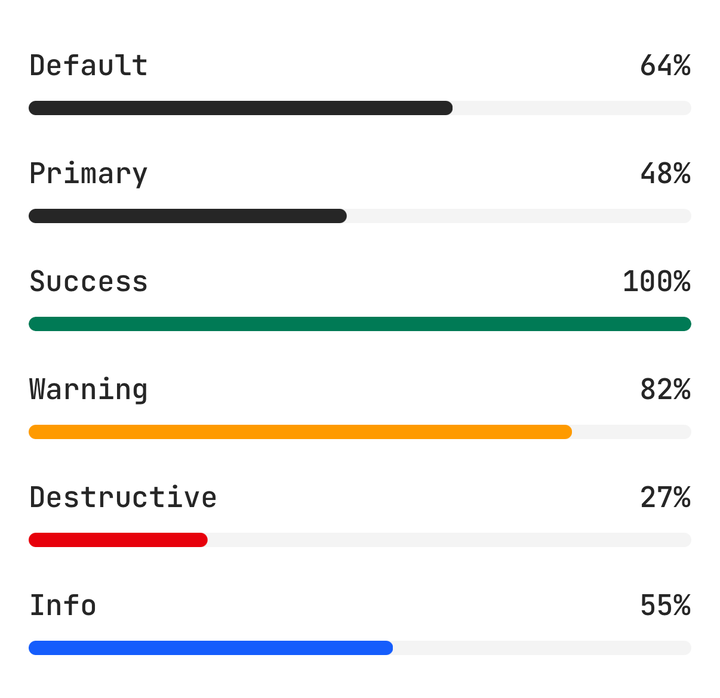 Default 64%
Primary 48%
Success 100%
Warning 82%
Destructive 27%
Info 55%